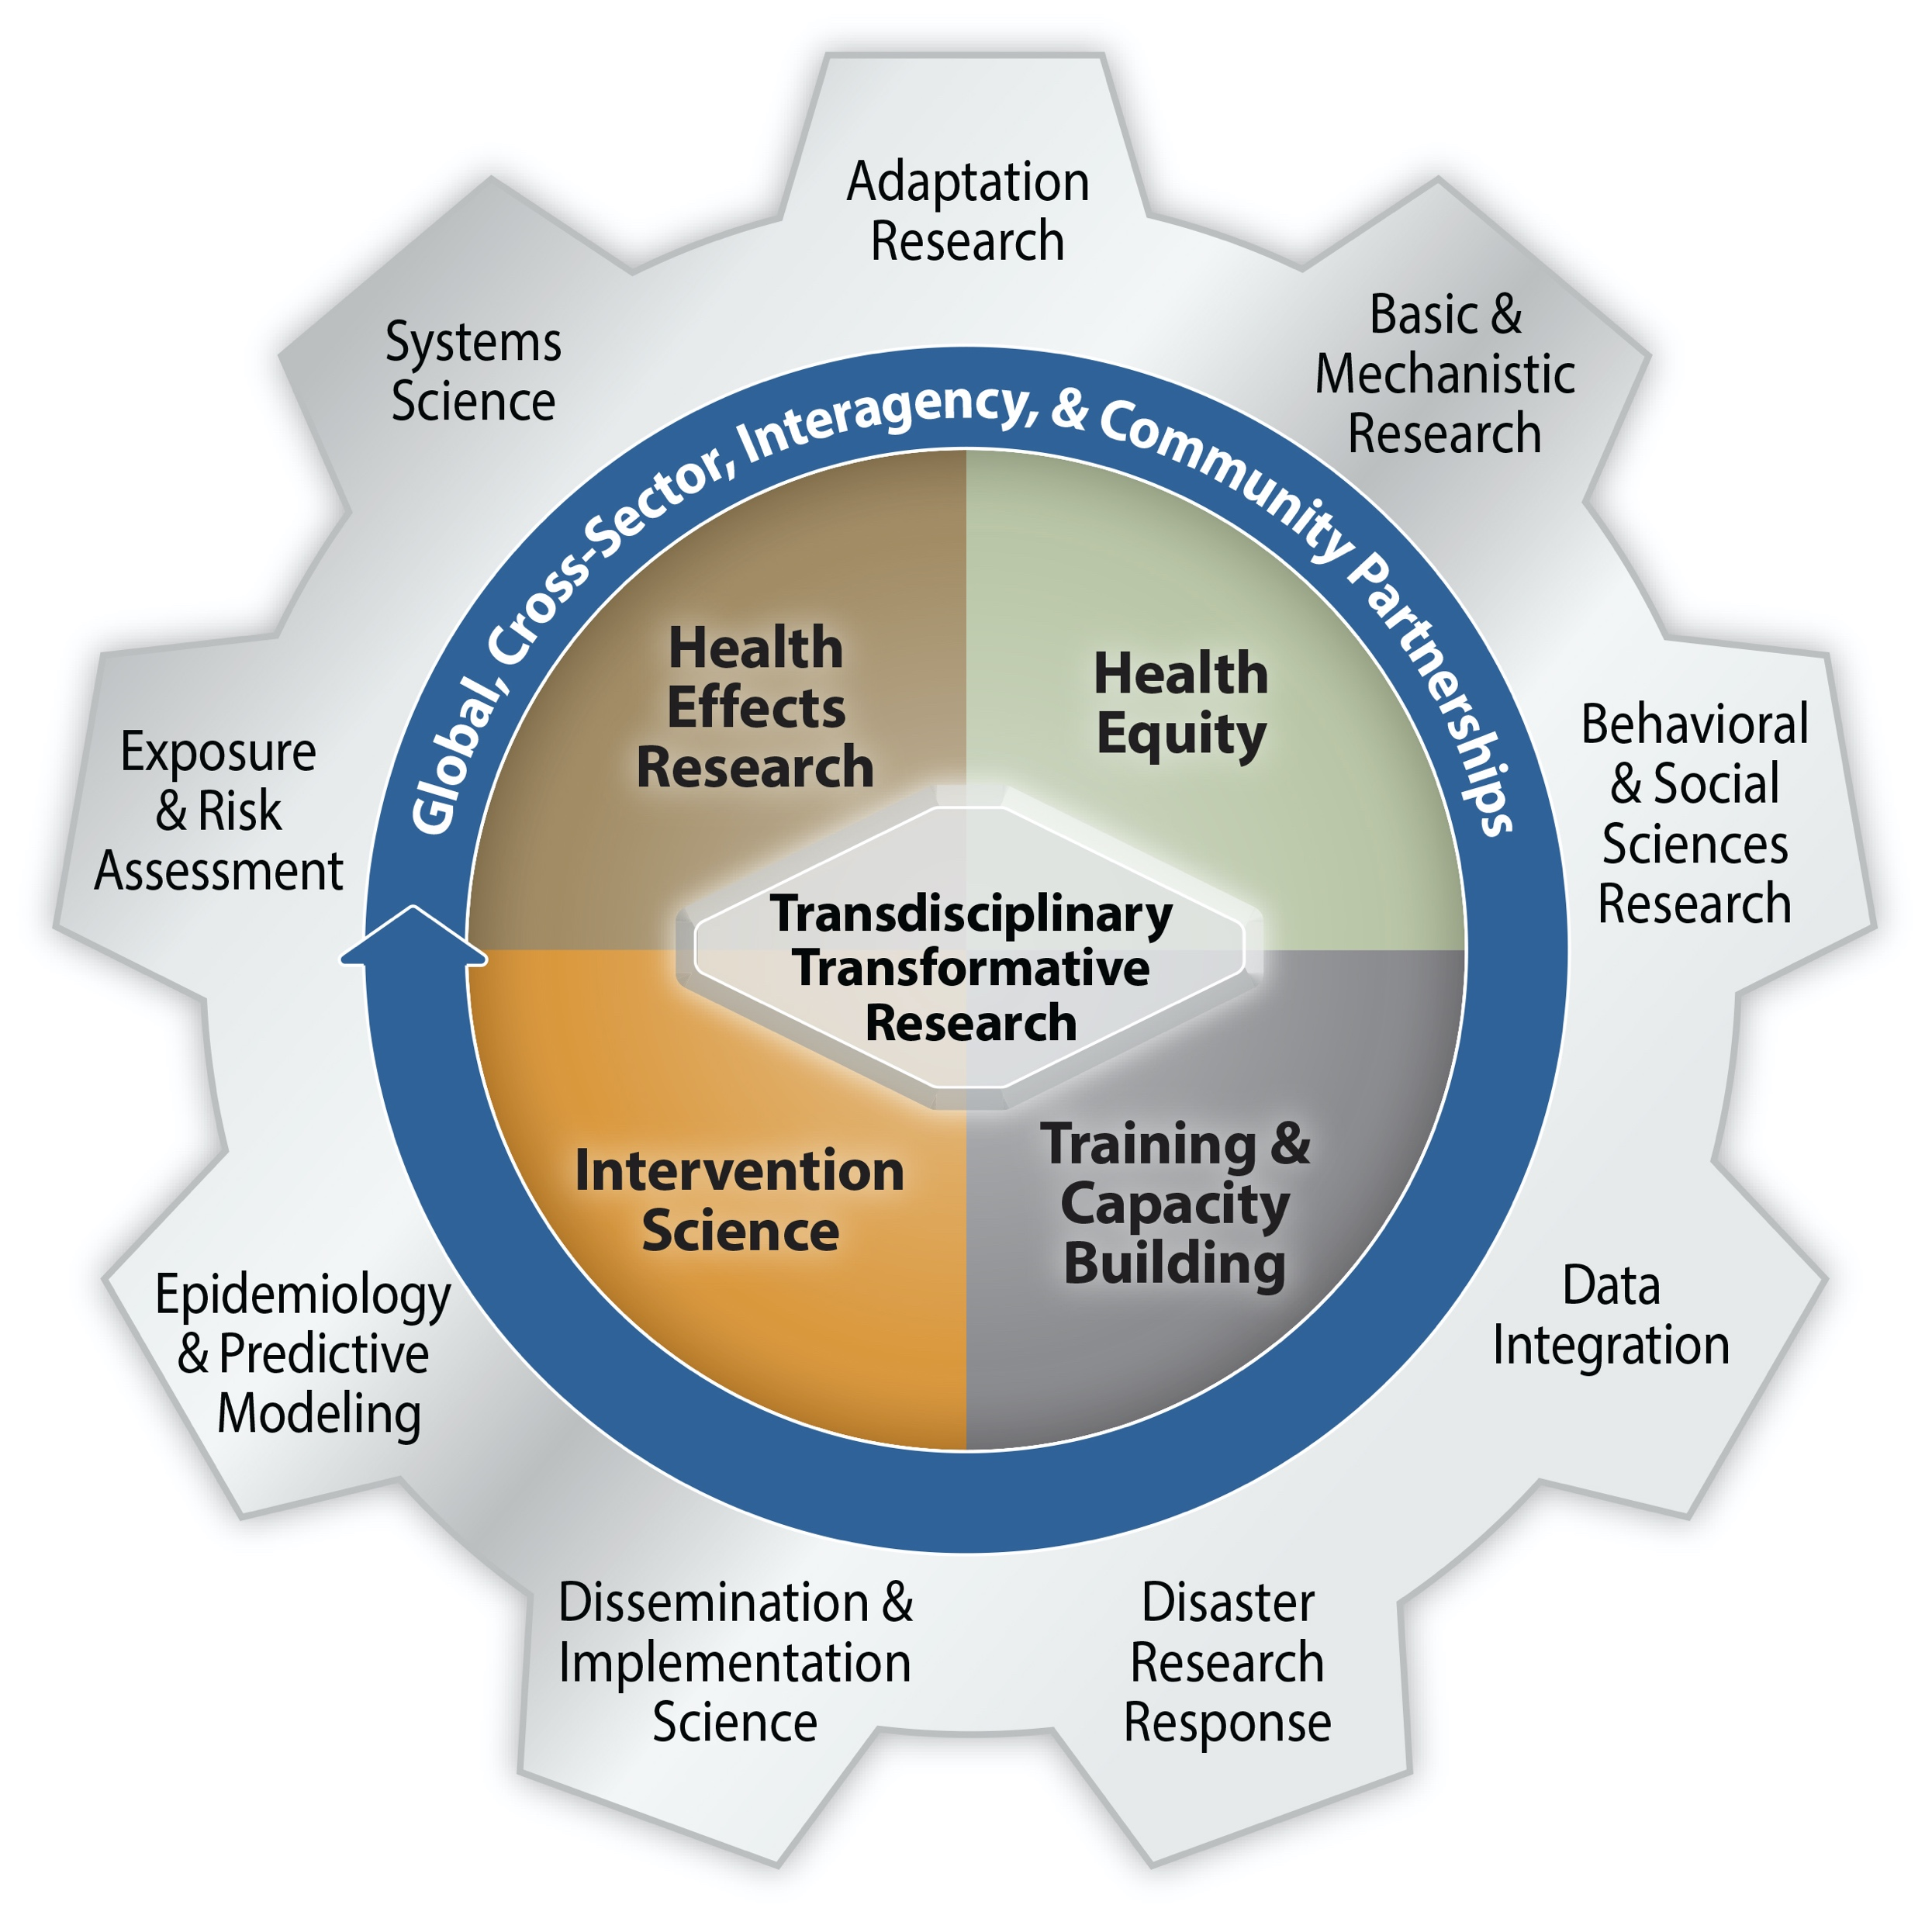 Adaptation
Research
Basic &
Mechanistic
Research
Behavioral
& Social
Sciences
Research
Data
Integration
Disaster
Research
Response
Dissemination &
Implementation
Science
Epidemiology
& Predictive
Modeling
Exposure
& Risk
Assessment
Systems
Science
Global, Cross-Sector, Interagency, & Community Partnerships
Health
Effects
Research
Health
Equity
Transdisciplinary
Transformative
Research
Intervention
Science
Training &
Capacity
Building